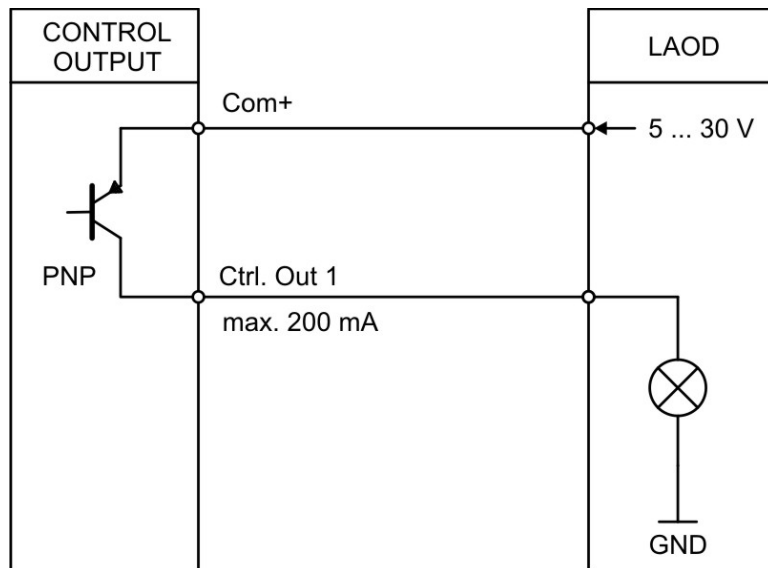 CONTROL
OUTPUT
LAOD
Com+
5 ... 30 V
PNP
Ctrl. Out 1
max. 200 mA
GND